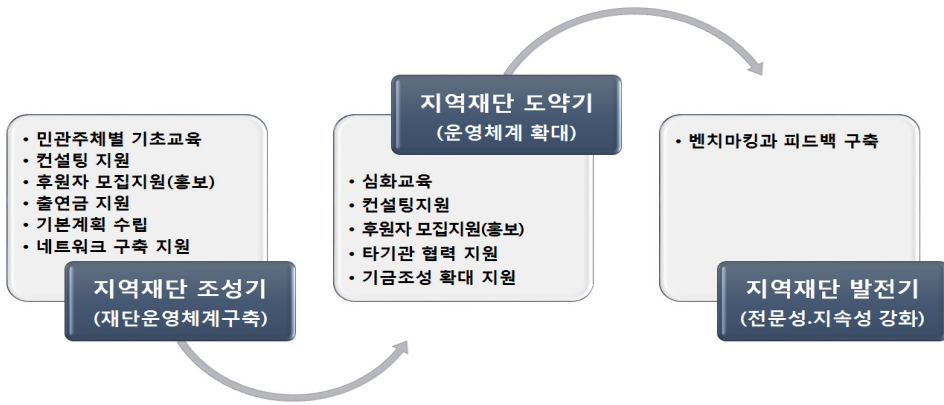 • 민관주체별 기초교육
• 컨설팅 지원
• 후원자 모집지원(홍보)
• 출연금 지원
• 기본계획 수립
• 네트워크 구축 지원
지역재단 조성기
(재단운영체계구축)
지역재단 도약기
(운영체계 확대)
• 심화교육
• 컨설팅지원
• 후원자 모집지원(홍보)
• 타기관 협력 지원
• 기금조성 확대 지원
• 벤치마킹과 피드백 구축
지역재단 발전기
(전문성.지속성 강화)